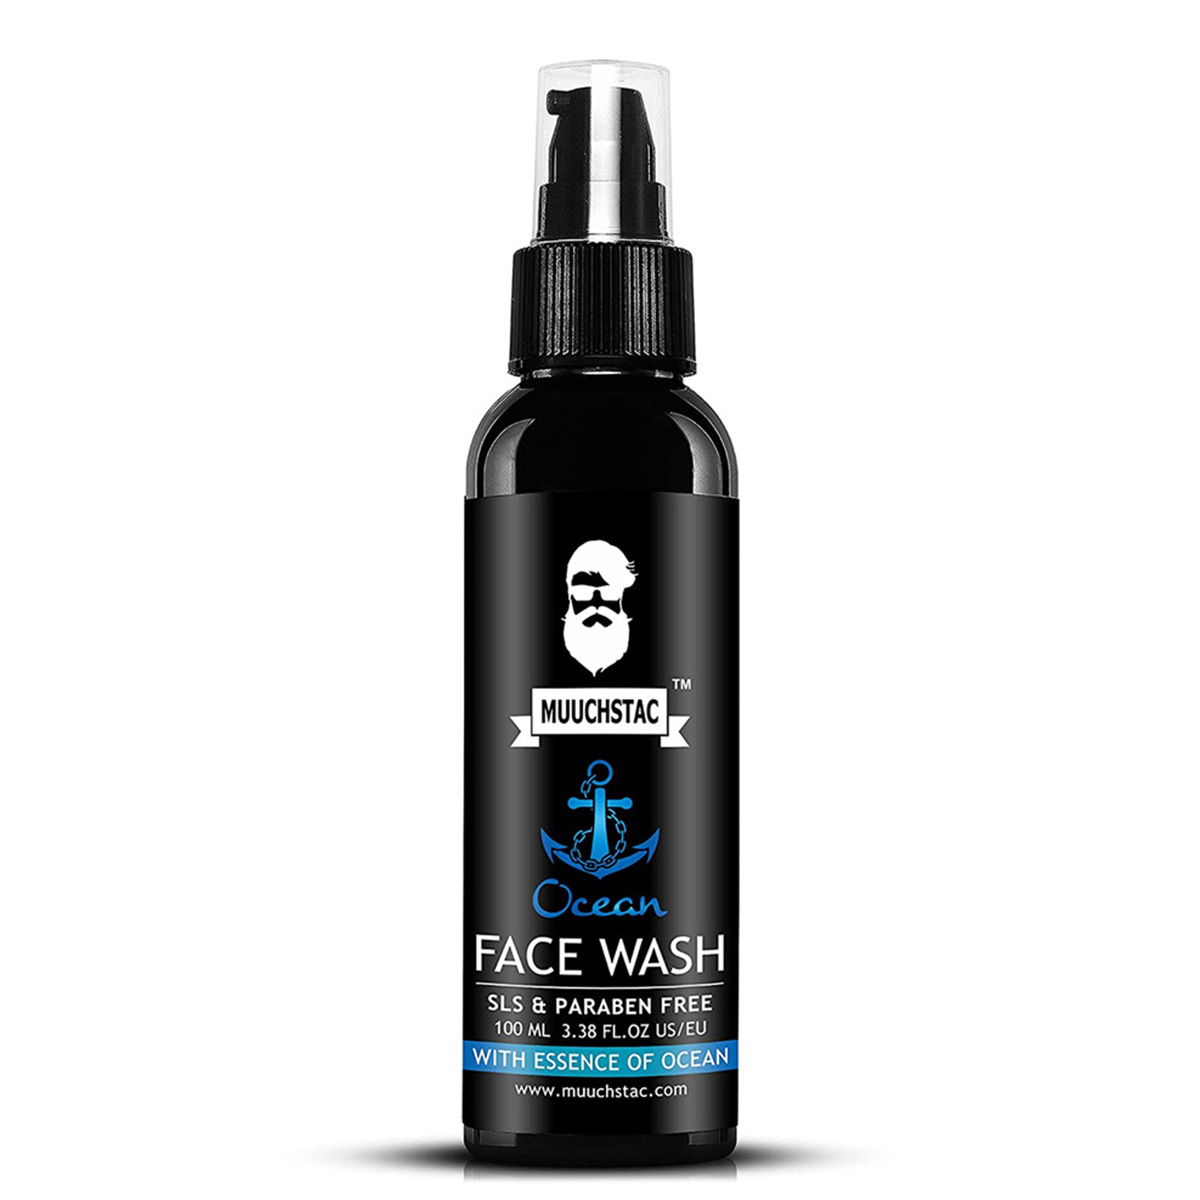 TM
MUUCHSTAC
Ocean
FACE WASH
SLS & PARABEN FREE
100 ML 3.38 FL.OZ US/EU
WITH ESSENCE OF OCEAN
www.muuchstac.com